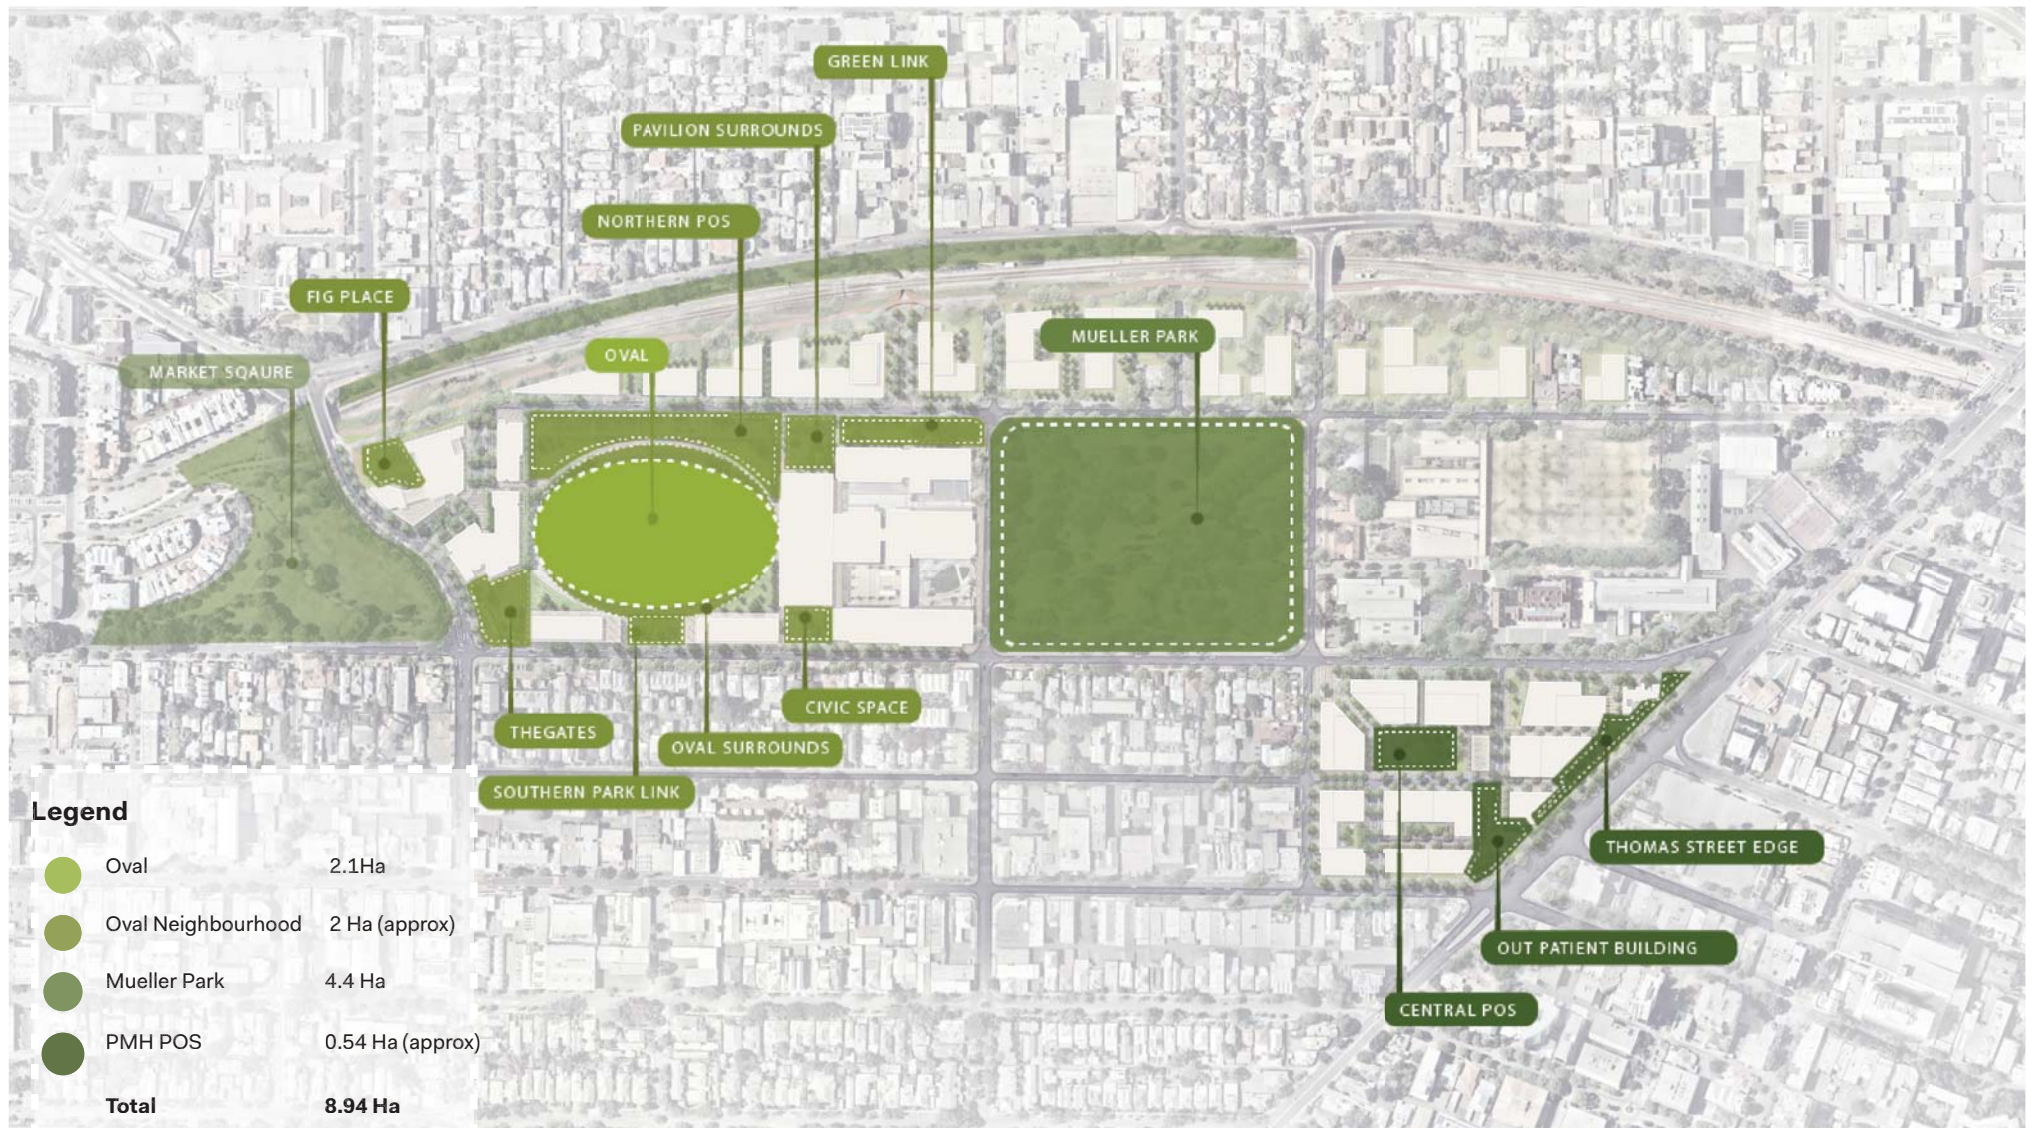 GREEN LINK
PAVILION SURROUNDS
NORTHERN POS
FIG PLACE
MUELLER PARK
OVAL
MARKET SQAURE
CIVIC SPACE
THEGATES
OVAL SURROUNDS
SOUTHERN PARK LINK
THOMAS STREET EDGE
OUT PATIENT BUILDING
CENTRAL POS
Legend
Oval 2.1Ha
Oval Neighbourhood 2 Ha (approx)
Mueller Park 4.4 Ha
PMH POS 0.54 Ha (approx)
Total 8.94 Ha